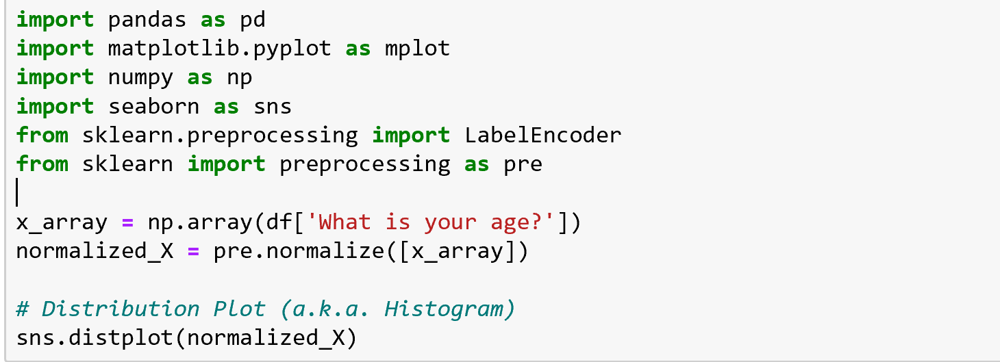 import pandas as pd
import matplotlib.pyplot as mplot
import numpy as np
import seaborn as sns
from sklearn.preprocessing import LabelEncoder
from sklearn import preprocessing as pre
x_array = np.array(df['What is your age?'])
normalized_X = pre.normalize([x_array])
# Distribution Plot (a.k.a. Histogram)
sns.distplot(normalized_X)